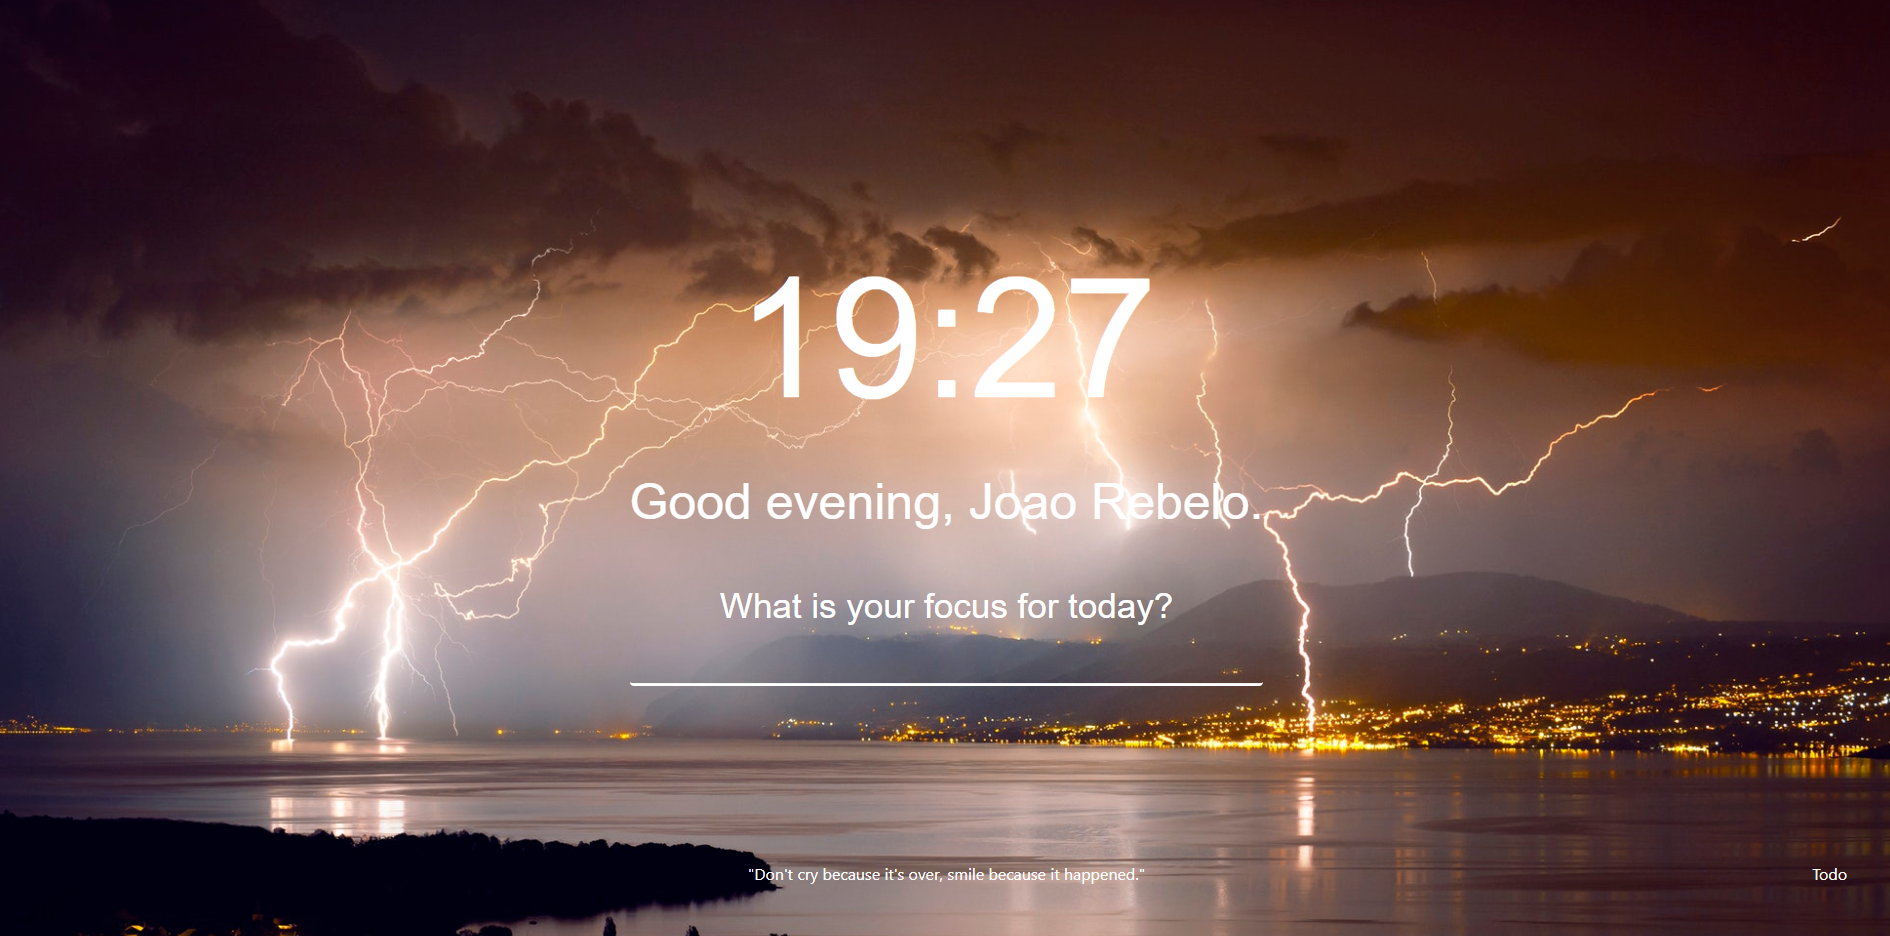 19:27
Good evening, Joao Rebelo.
What is your focus for today?
"Don't cry because it's over, smile because it happened."
Todo